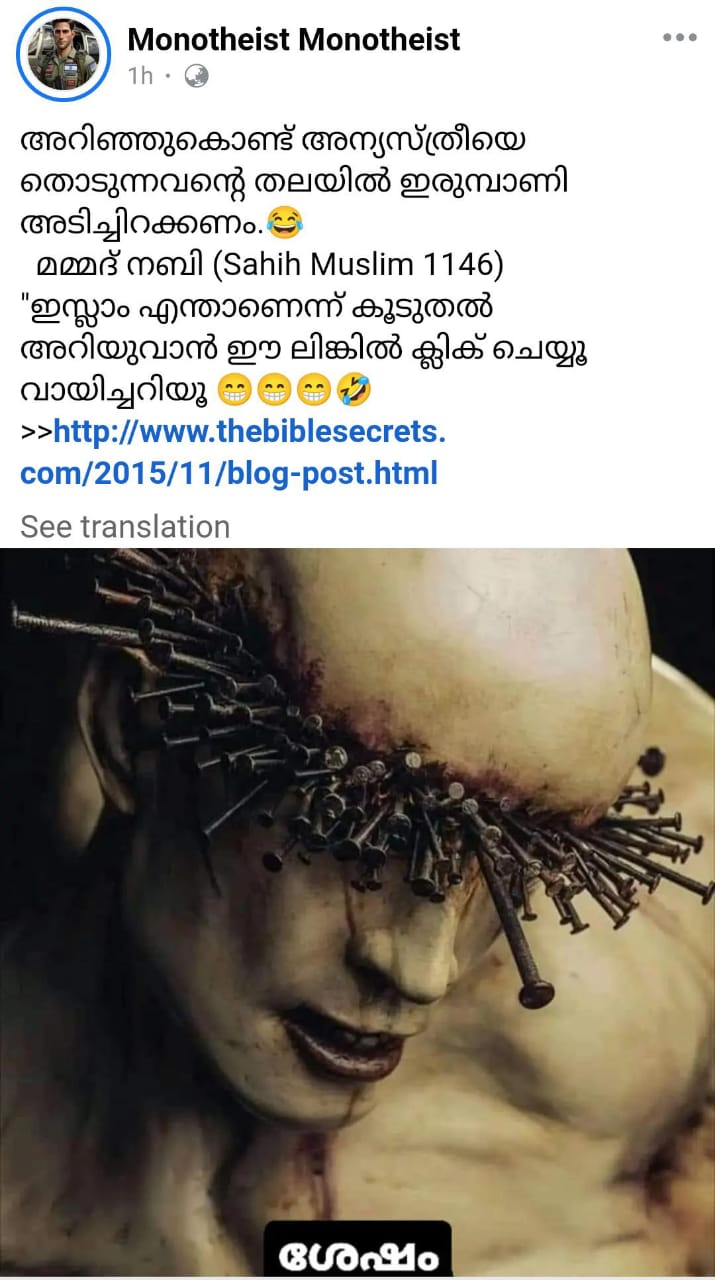 Monotheist Monotheist
1h ·
അറിഞ്ഞുകൊണ്ട് അന്യസ്ത്രീയെ
തൊടുന്നവന്റെ തലയിൽ ഇരുമ്പാണി
അടിച്ചിറക്കണം.😂
മമ്മദ് നബി (Sahih Muslim 1146)
"ഇസ്ലാം എന്താണെന്ന് കൂടുതൽ
അറിയുവാൻ ഈ ലിങ്കിൽ ക്ലിക് ചെയ്യൂ
വായിച്ചറിയൂ 😁😁😁🤣
>>http://www.thebiblesecrets.
com/2015/11/blog-post.html
See translation
ശേഷം